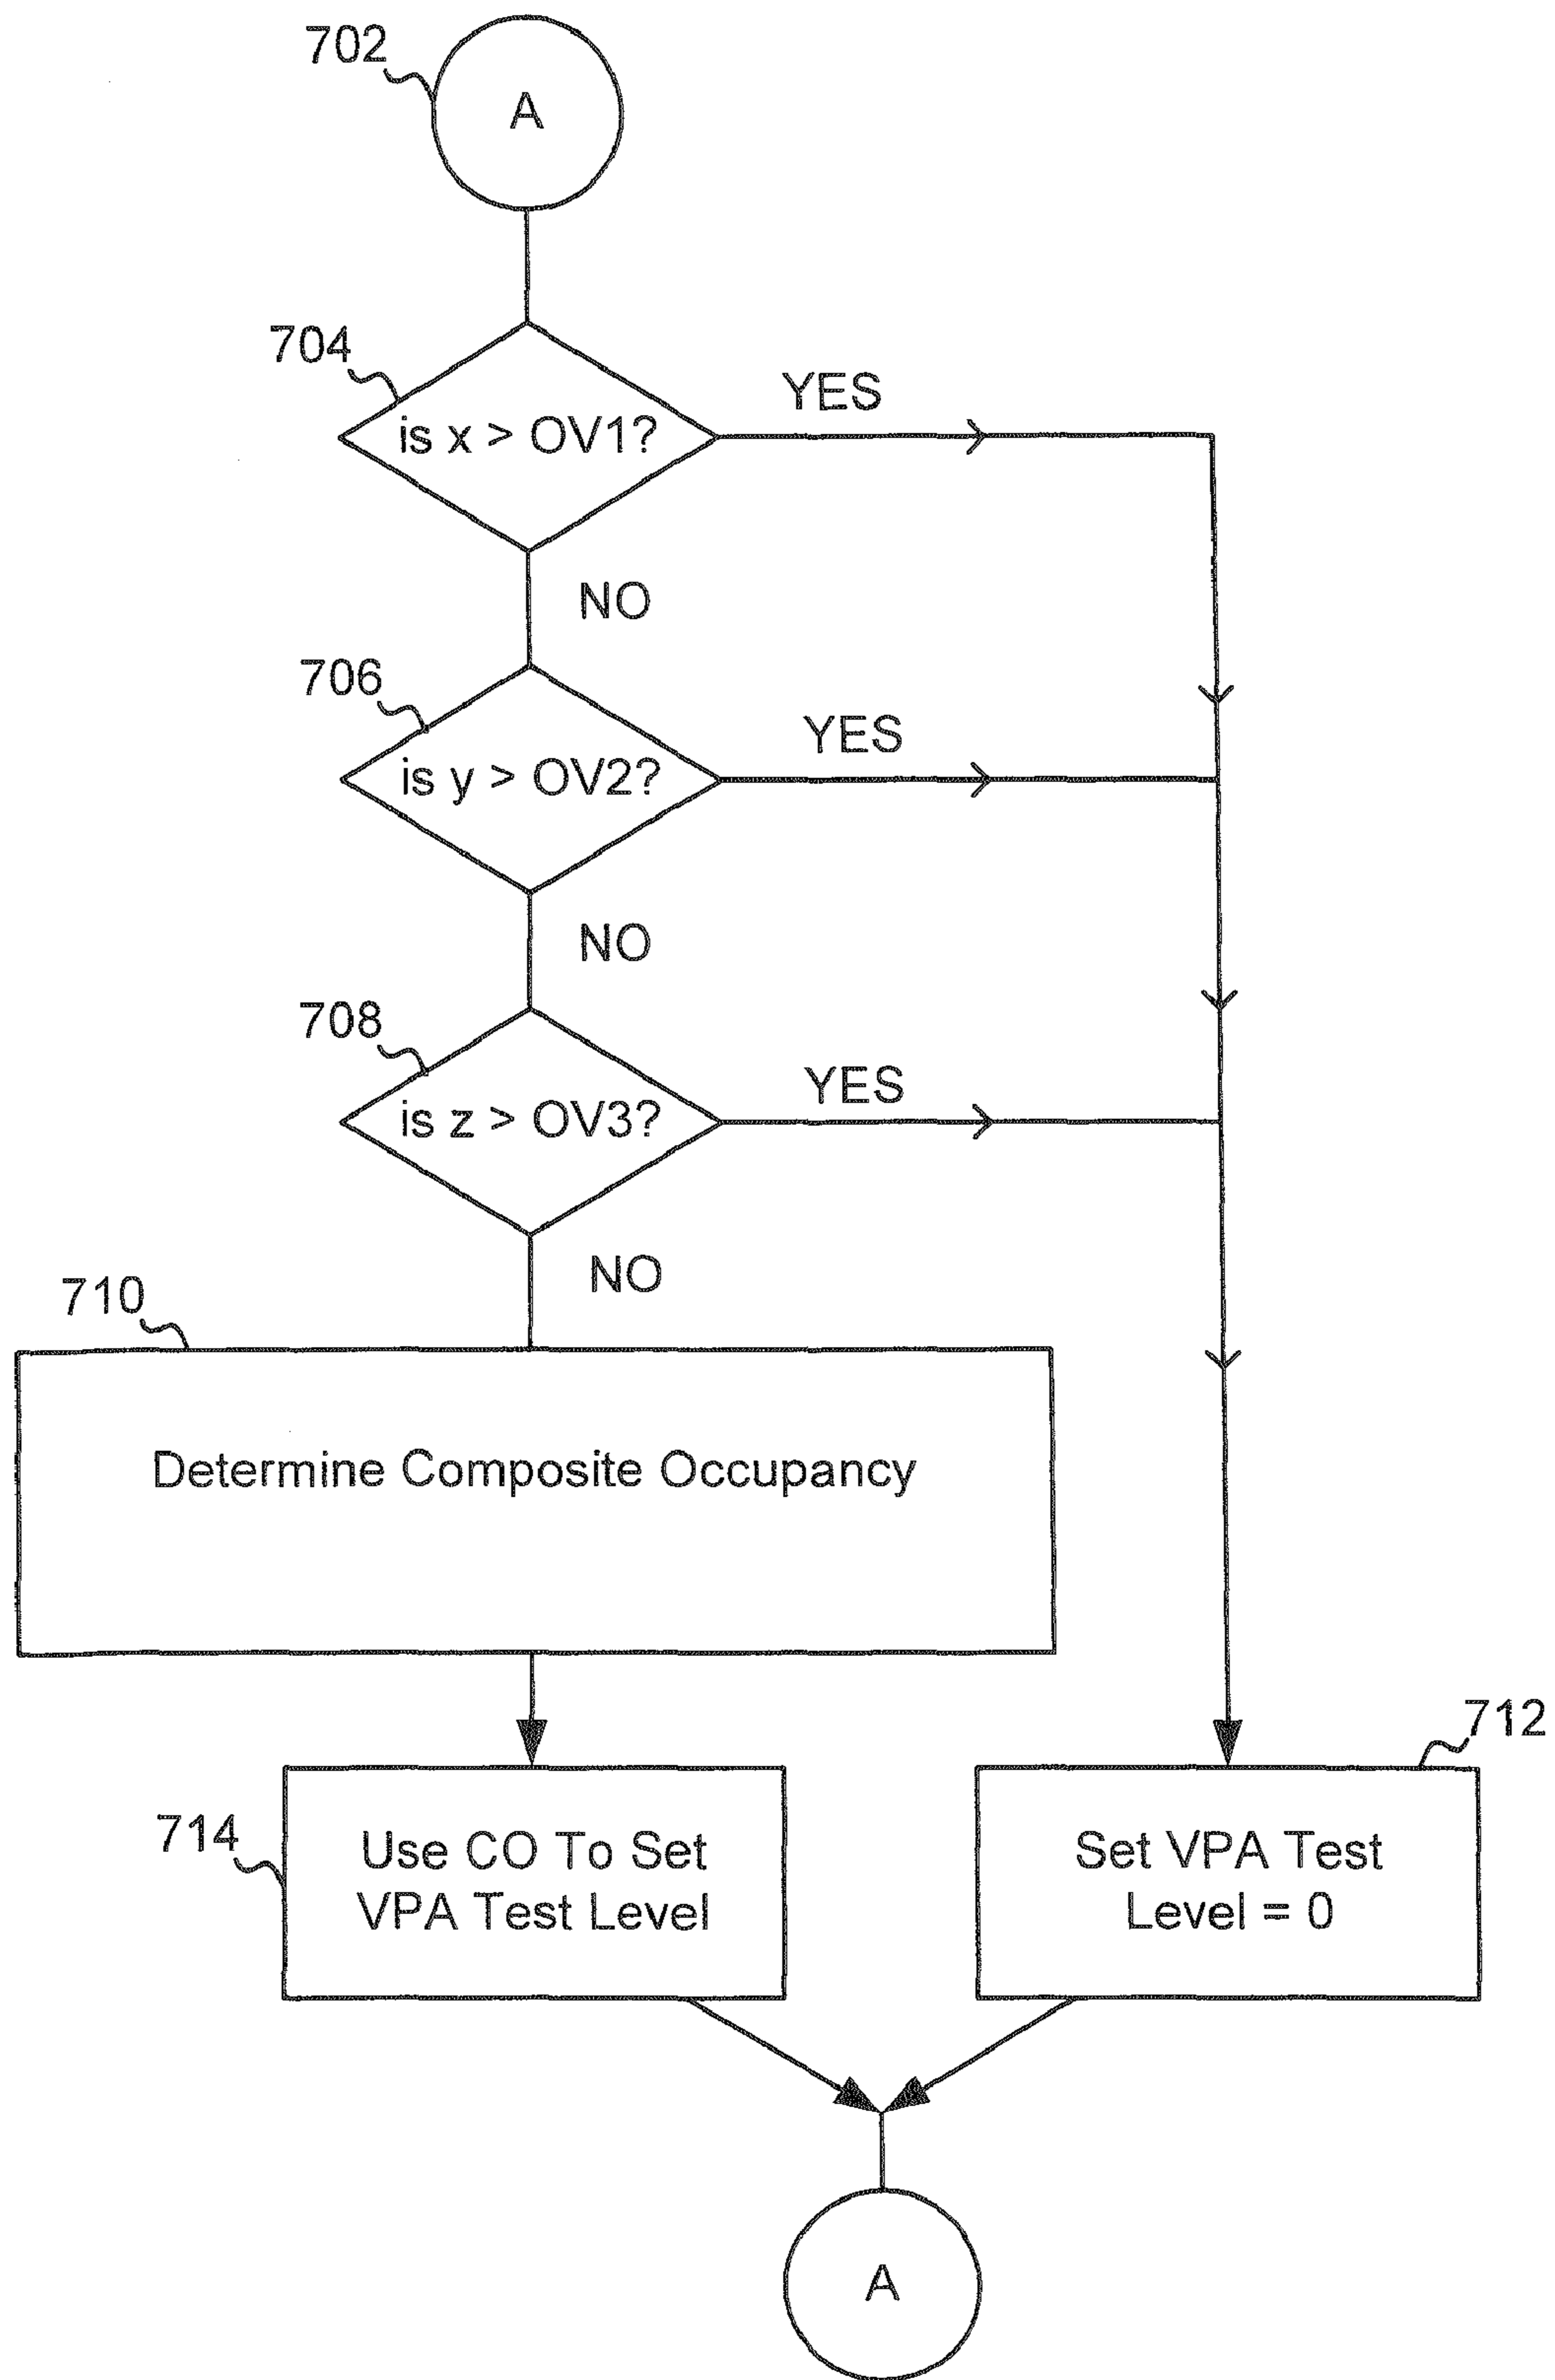 702
A
704
is x > OV1?
YES
NO
706
is y > OV2?
YES
NO
708
is z > OV3?
YES
NO
710
Determine Composite Occupancy
712
714
Use CO To Set
VPA Test Level
Set VPA Test
Level = 0
A